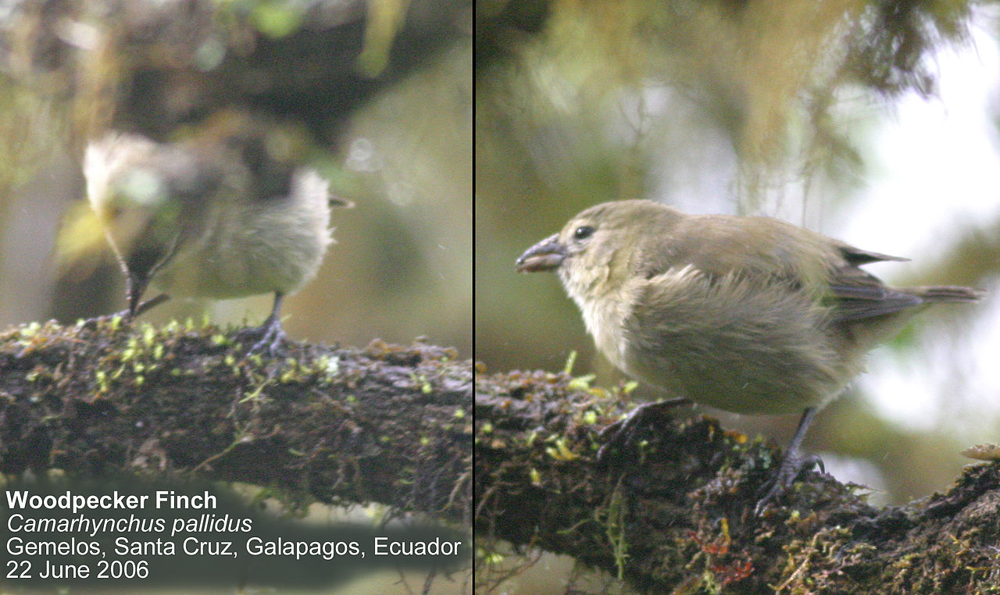 Woodpecker Finch
Camarhynchus pallidus
Gemelos, Santa Cruz, Galapagos, Ecuador
22 June 2006